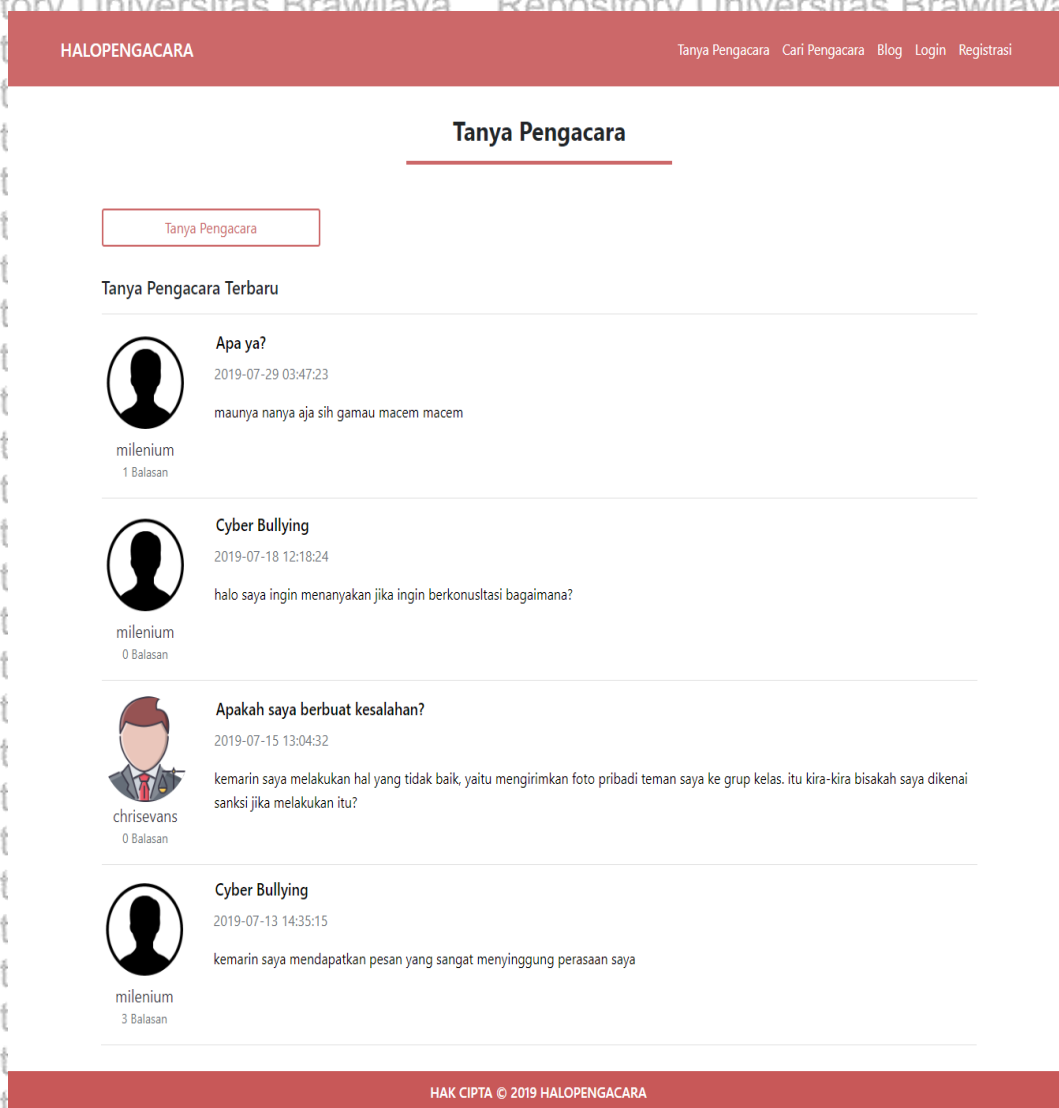 Repository Universitas Brawijaya
HALOPENGACARA
Tanya Pengacara Cari Pengacara Blog Login Registrasi
Tanya Pengacara
Tanya Pengacara
Tanya Pengacara Terbaru
Apa ya?
2019-07-29 03:47:23
maunya nanya aja sih gamau macem macem
milenium
1 Balasan
Cyber Bullying
2019-07-18 12:18:24
halo saya ingin menanyakan jika ingin berkonusltasi bagaimana?
milenium
0 Balasan
Apakah saya berbuat kesalahan?
2019-07-15 13:04:32
kemarin saya melakukan hal yang tidak baik, yaitu mengirimkan foto pribadi teman saya ke grup kelas. itu kira-kira bisakah saya dikenai
sanksi jika melakukan itu?
chrisevans
0 Balasan
Cyber Bullying
2019-07-13 14:35:15
kemarin saya mendapatkan pesan yang sangat menyinggung perasaan saya
milenium
3 Balasan
HAK CIPTA © 2019 HALOPENGACARA